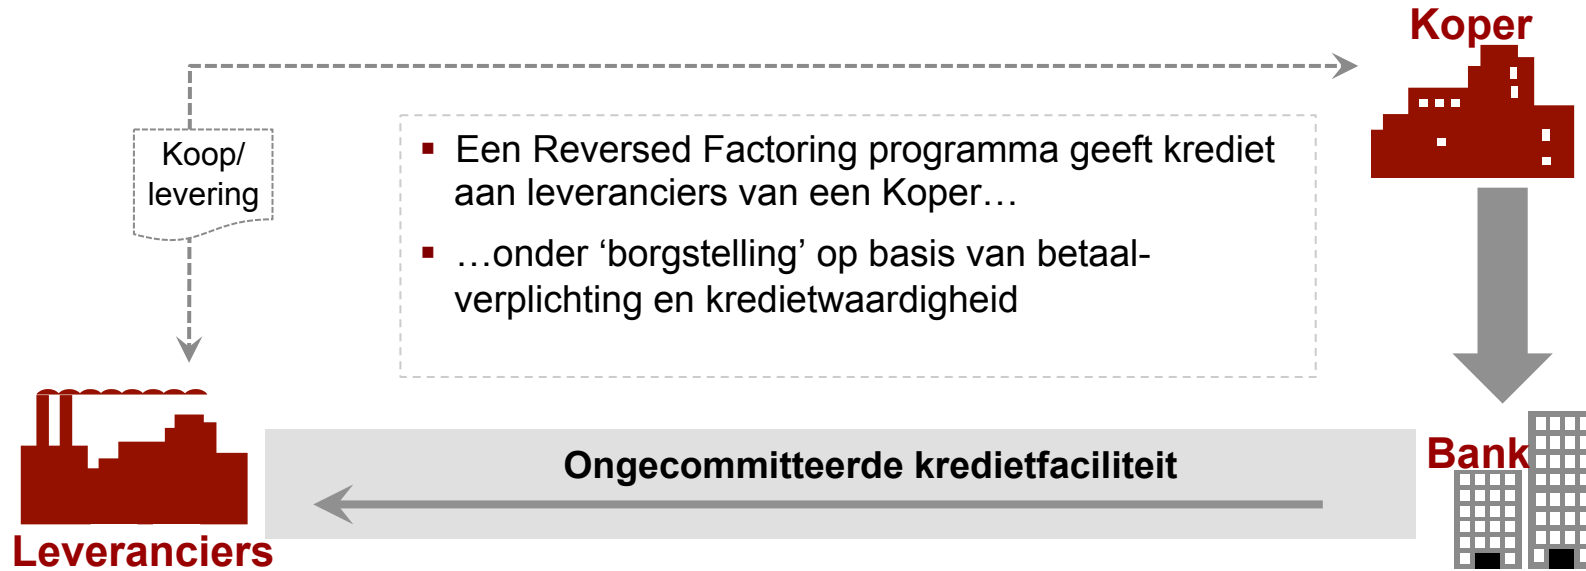 Koper
Koop/
levering
▪ Een Reversed Factoring programma geeft krediet
aan leveranciers van een Koper…
▪ …onder ‘borgstelling’ op basis van betaal-
verplichting en kredietwaardigheid
Ongecommitteerde kredietfaciliteit
Bank
Leveranciers